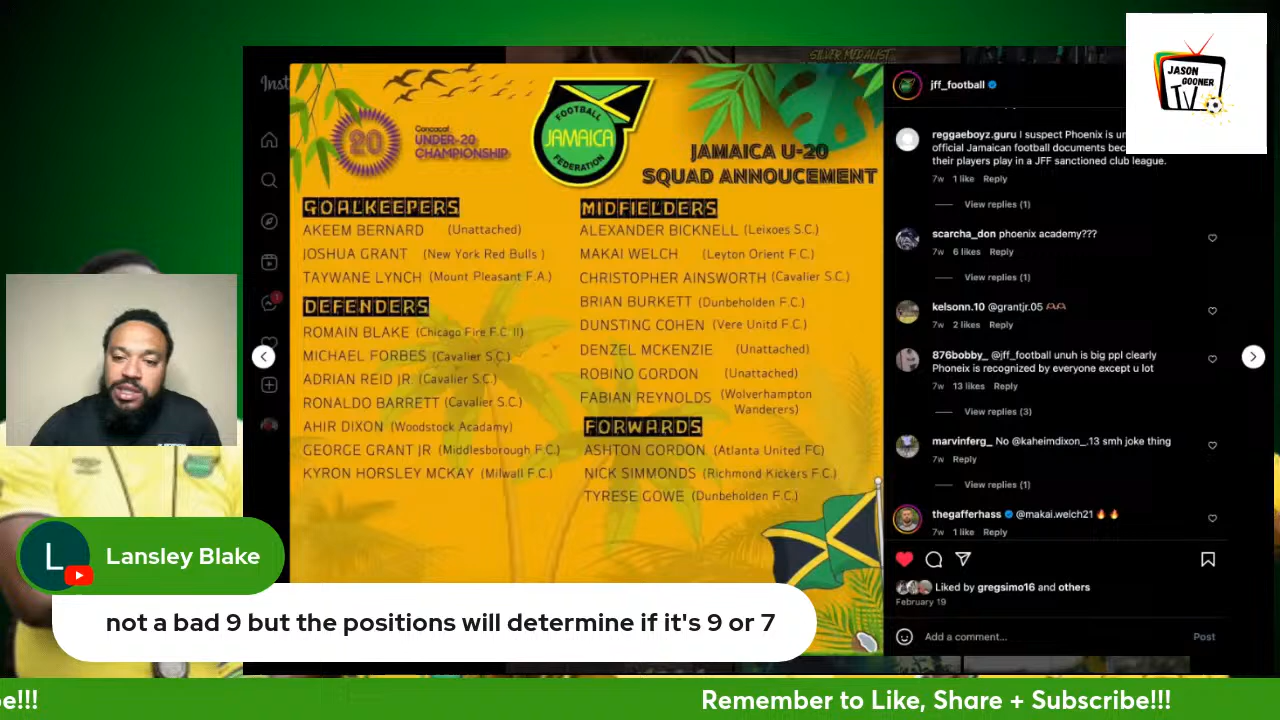 SILVER MEDALIST
JASON
GOONER
TV
Inst
20
Concacaf
UNDER-20
CHAMPIONSHIP
FOOTBALL
JAMAICA
FEDERATION
JAMAICA U-20
SQUAD ANNOUCEMENT
GOALKEEPERS
AKEEM BERNARD (Unattached)
JOSHUA GRANT (New York Red Bulls )
TAYWANE LYNCH (Mount Pleasant F.A.)
DEFENDERS
ROMAIN BLAKE (Chicago Fire F.C. II)
MICHAEL FORBES (Cavalier S.C.)
ADRIAN REID JR. (Cavalier S.C.)
RONALDO BARRETT (Cavalier S.C.)
AHIR DIXON (Woodstock Acadamy)
GEORGE GRANT JR (Middlesborough F.C.)
KYRON HORSLEY MCKAY (Milwall F.C.)
MIDFIELDERS
ALEXANDER BICKNELL (Leixoes S.C.)
MAKAI WELCH (Leyton Orient F.C.)
CHRISTOPHER AINSWORTH (Cavalier S.C.)
BRIAN BURKETT (Dunbeholden F.C.)
DUNSTING COHEN (Vere Unitd F.C.)
DENZEL MCKENZIE (Unattached)
ROBINO GORDON (Unattached)
FABIAN REYNOLDS (Wolverhampton
Wanderers)
FORWARDS
ASHTON GORDON (Atlanta United FC)
NICK SIMMONDS (Richmond Kickers F.C.)
TYRESE GOWE (Dunbeholden F.C.)
jff_football
reggaeboyz.guru I suspect Phoenix is
official Jamaican football documents
their players play in a JFF sanctioned club league.
7w 1 like Reply
View replies (1)
scarcha_don phoenix academy???
7w 6 likes Reply
View replies (1)
kelsonn.10 @grantjr.05
7w 2 likes Reply
876bobby_ @jff_football unuh is big ppl clearly
Phoneix is recognized by everyone except u lot
7w 13 likes Reply
View replies (3)
marvinferg_ No @kaheimdixon_.13 smh joke thing
7w Reply
View replies (1)
thegafferhass @makai.welch21 🔥🔥
7w 1 like Reply
Liked by gregsimo16 and others
February 19
Add a comment... Post
1
L
Lansley Blake
not a bad 9 but the positions will determine if it's 9 or 7
e!!! Remember to Like, Share + Subscribe!!!